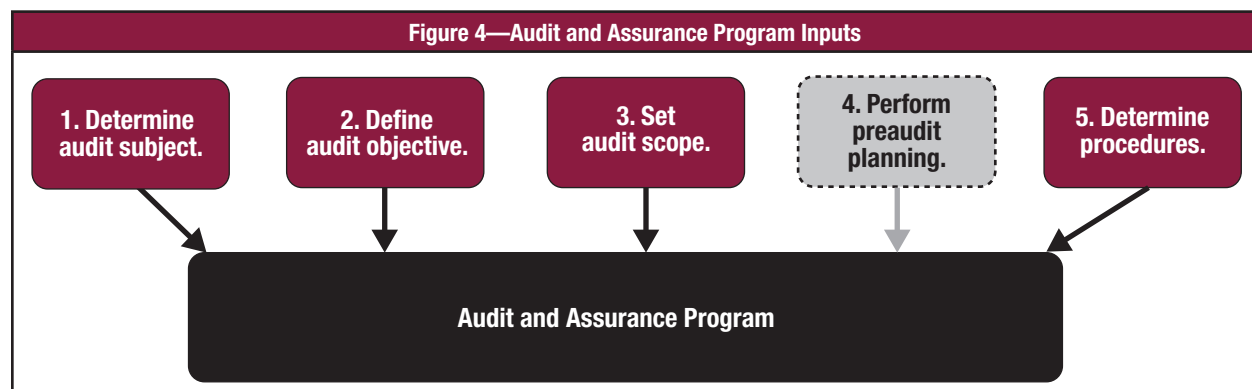 Figure 4—Audit and Assurance Program Inputs
1. Determine
audit subject.
2. Define
audit objective.
3. Set
audit scope.
4. Perform
preaudit
planning.
5. Determine
procedures.
Audit and Assurance Program